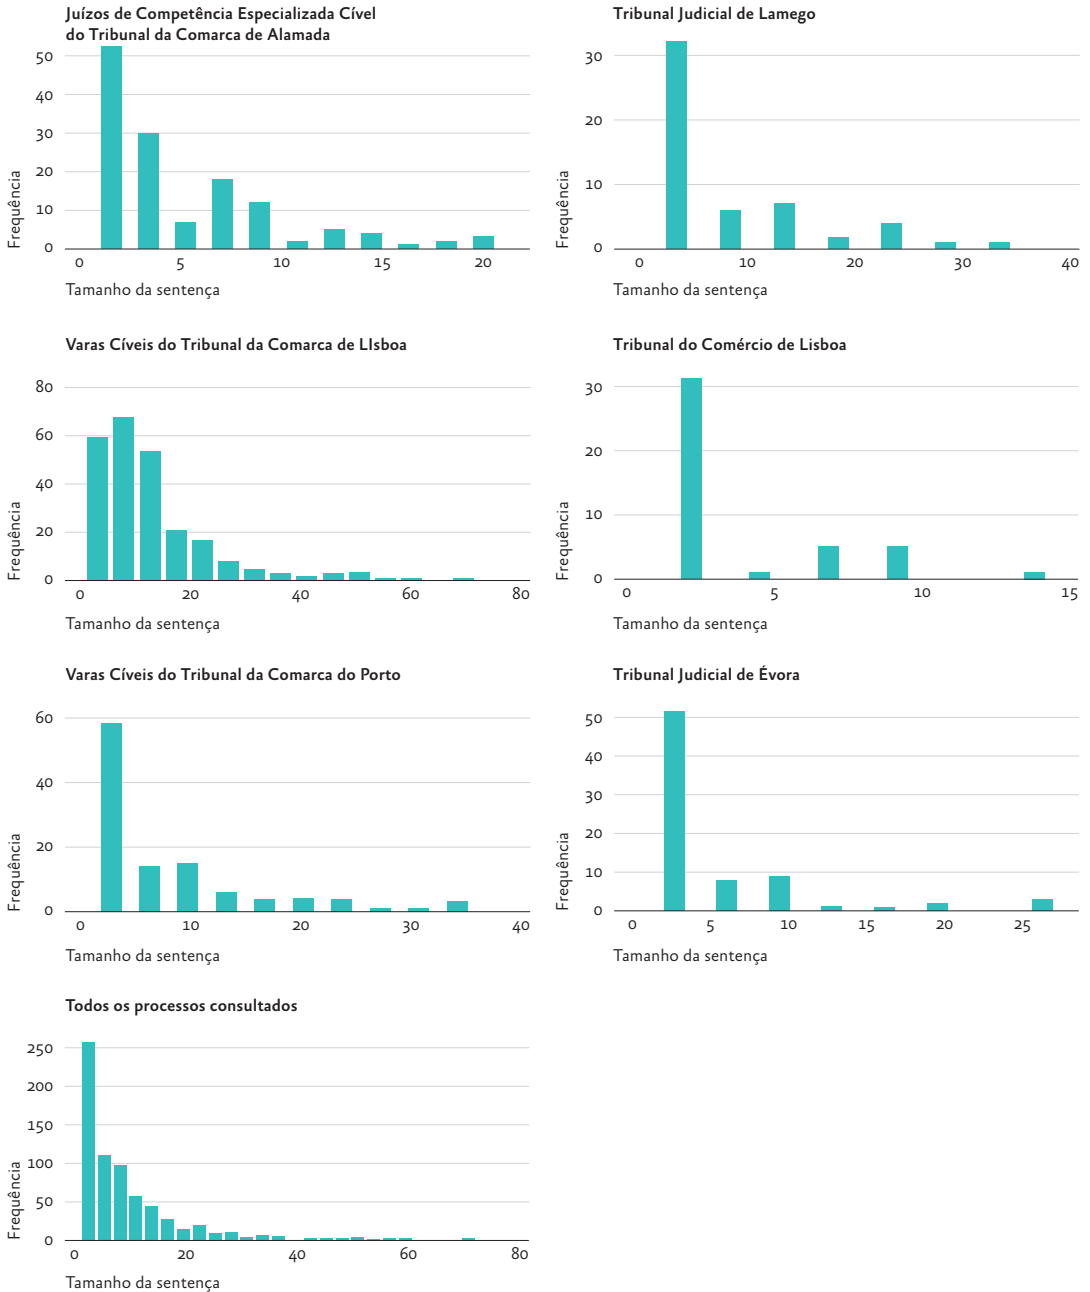 Juízos de Competência Especializada Cível
do Tribunal da Comarca de Alamada
50
40
30
20
10
0
Frequência
0 5 10 15 20
Tamanho da sentença
Tribunal Judicial de Lamego
30
20
10
0
Frequência
0 10 20 30 40
Tamanho da sentença
Varas Cíveis do Tribunal da Comarca de LIsboa
80
60
40
20
0
Frequência
0 20 40 60 80
Tamanho da sentença
Tribunal do Comércio de Lisboa
30
20
10
0
Frequência
0 5 10 15
Tamanho da sentença
Varas Cíveis do Tribunal da Comarca do Porto
60
40
20
0
Frequência
0 10 20 30 40
Tamanho da sentença
Tribunal Judicial de Évora
50
40
30
20
10
0
Frequência
0 5 10 15 20 25
Tamanho da sentença
Todos os processos consultados
250
200
150
100
50
0
Frequência
0 20 40 60 80
Tamanho da sentença